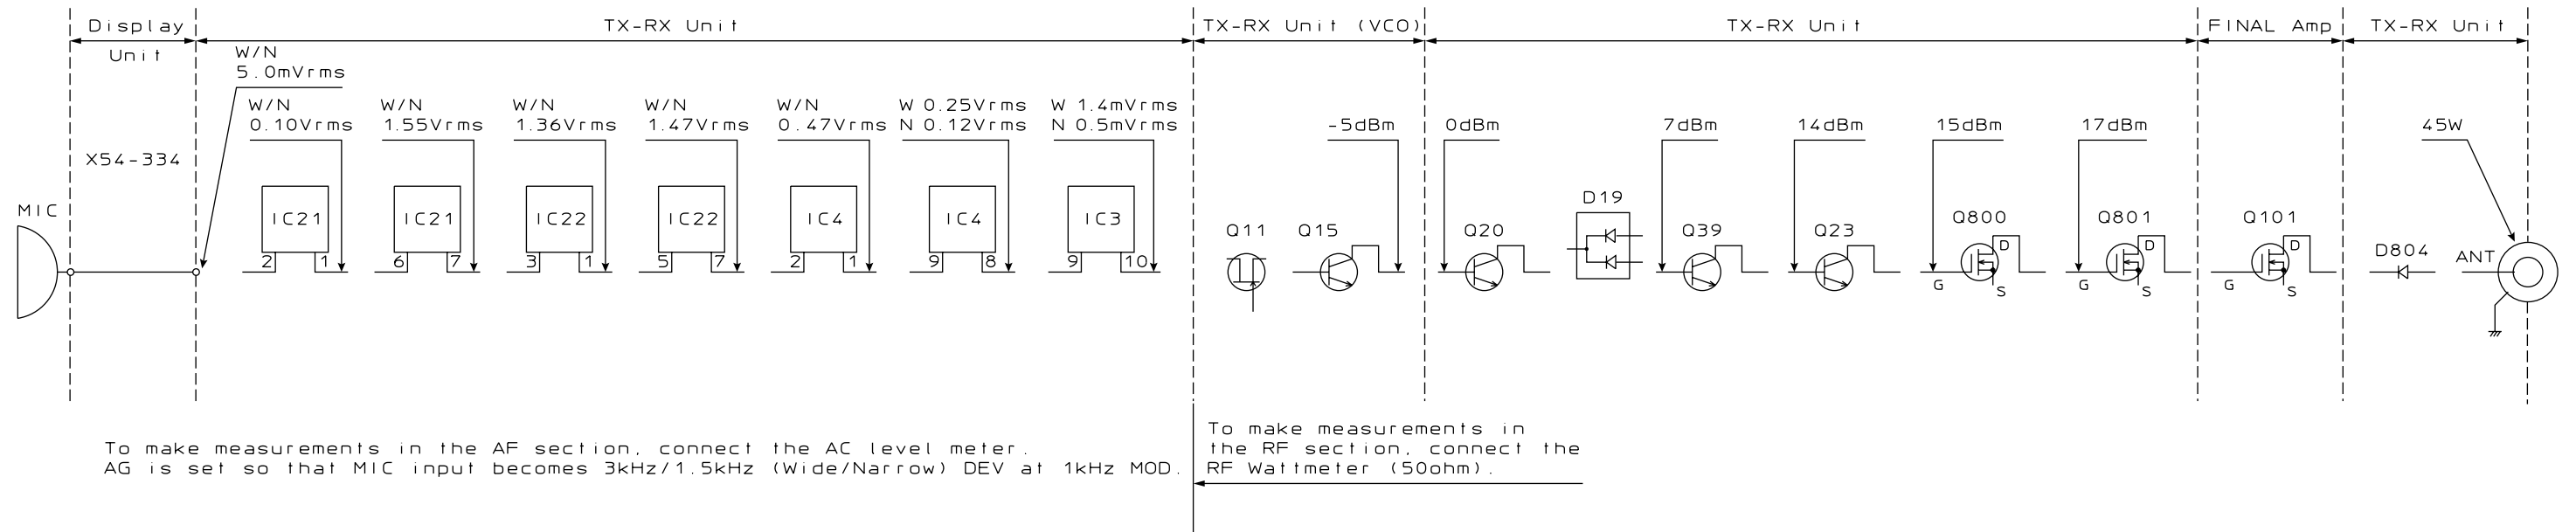 Display
Unit
TX-RX Unit
TX-RX Unit (VCO)
TX-RX Unit
FINAL Amp
TX-RX Unit
W/N
5.0mVrms
W/N
0.10Vrms
W/N
1.55Vrms
W/N
1.36Vrms
W/N
1.47Vrms
W/N
0.47Vrms
W 0.25Vrms
N 0.12Vrms
W 1.4mVrms
N 0.5mVrms
-5dBm
0dBm
7dBm
14dBm
15dBm
17dBm
45W
X54-334
MIC
IC21
2 1
IC21
6 7
IC22
3 1
IC22
5 7
IC4
2 1
IC4
9 8
IC3
9 10
Q11
Q15
Q20
D19
Q39
Q23
Q800
D
G
S
Q801
D
G
S
Q101
D
G
S
D804
ANT
To make measurements in the AF section, connect the AC level meter.
AG is set so that MIC input becomes 3kHz/1.5kHz (Wide/Narrow) DEV at 1kHz MOD.
To make measurements in
the RF section, connect the
RF Wattmeter (50ohm).